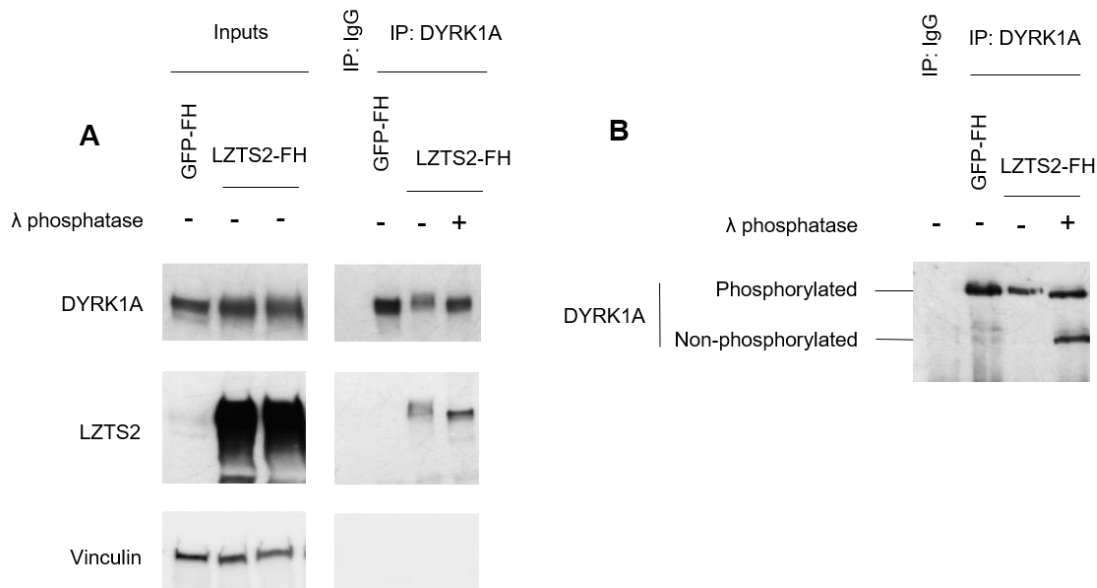 A
Inputs
IP: IgG
IP: DYRK1A
GFP-FH
LZTS2-FH
GFP-FH
LZTS2-FH
λ phosphatase - - - - - +
DYRK1A
LZTS2
Vinculin
B
IP: IgG
IP: DYRK1A
GFP-FH
LZTS2-FH
λ phosphatase - - - +
DYRK1A
Phosphorylated
Non-phosphorylated